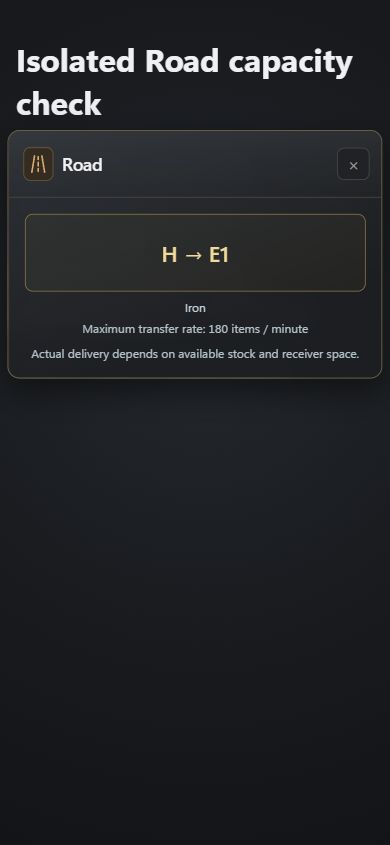 Isolated Road capacity
check
Road
×
H → E1
Iron
Maximum transfer rate: 180 items / minute
Actual delivery depends on available stock and receiver space.